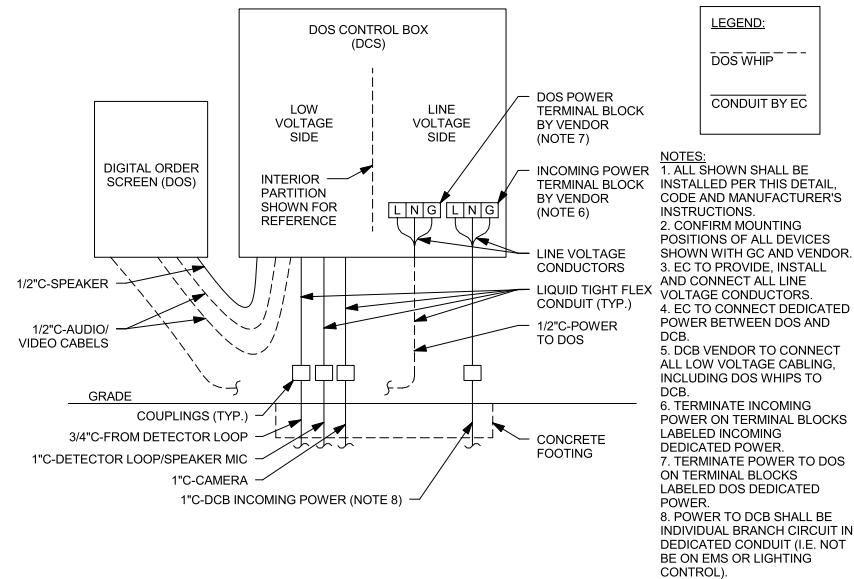 DOS CONTROL BOX
(DCS)
LOW
VOLTAGE
SIDE
LINE
VOLTAGE
SIDE
INTERIOR
PARTITION
SHOWN FOR
REFERENCE
DIGITAL ORDER
SCREEN (DOS)
L N G
L N G
DOS POWER
TERMINAL BLOCK
BY VENDOR
(NOTE 7)
INCOMING POWER
TERMINAL BLOCK
BY VENDOR
(NOTE 6)
LINE VOLTAGE
CONDUCTORS
LIQUID TIGHT FLEX
CONDUIT (TYP.)
1/2"C-POWER
TO DOS
1/2"C-SPEAKER
1/2"C-AUDIO/
VIDEO CABELS
GRADE
COUPLINGS (TYP.)
3/4"C-FROM DETECTOR LOOP
1"C-DETECTOR LOOP/SPEAKER MIC
1"C-CAMERA
1"C-DCB INCOMING POWER (NOTE 8)
CONCRETE
FOOTING
LEGEND:
DOS WHIP
CONDUIT BY EC
NOTES:
1. ALL SHOWN SHALL BE
INSTALLED PER THIS DETAIL,
CODE AND MANUFACTURER'S
INSTRUCTIONS.
2. CONFIRM MOUNTING
POSITIONS OF ALL DEVICES
SHOWN WITH GC AND VENDOR.
3. EC TO PROVIDE, INSTALL
AND CONNECT ALL LINE
VOLTAGE CONDUCTORS.
4. EC TO CONNECT DEDICATED
POWER BETWEEN DOS AND
DCB.
5. DCB VENDOR TO CONNECT
ALL LOW VOLTAGE CABLING,
INCLUDING DOS WHIPS TO
DCB.
6. TERMINATE INCOMING
POWER ON TERMINAL BLOCKS
LABELED INCOMING
DEDICATED POWER.
7. TERMINATE POWER TO DOS
ON TERMINAL BLOCKS
LABELED DOS DEDICATED
POWER.
8. POWER TO DCB SHALL BE
INDIVIDUAL BRANCH CIRCUIT IN
DEDICATED CONDUIT (I.E. NOT
BE ON EMS OR LIGHTING
CONTROL).